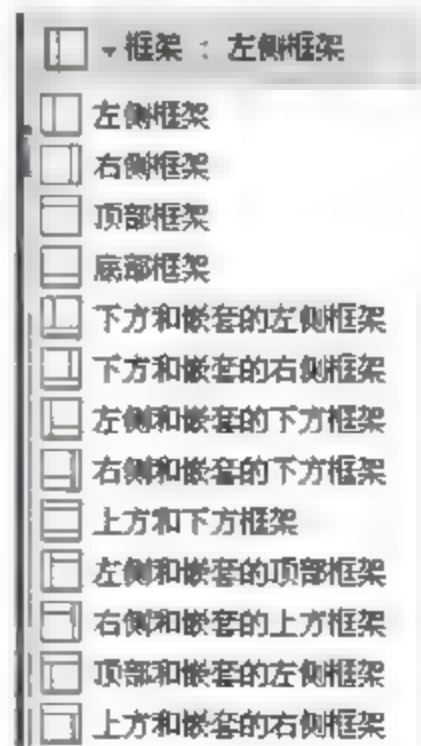 框架 : 左侧框架
左侧框架
右侧框架
顶部框架
底部框架
下方和嵌套的左侧框架
下方和嵌套的右侧框架
左侧和嵌套的下方框架
右侧和嵌套的下方框架
上方和下方框架
左侧和嵌套的顶部框架
右侧和嵌套的上方框架
顶部和嵌套的左侧框架
上方和嵌套的右侧框架